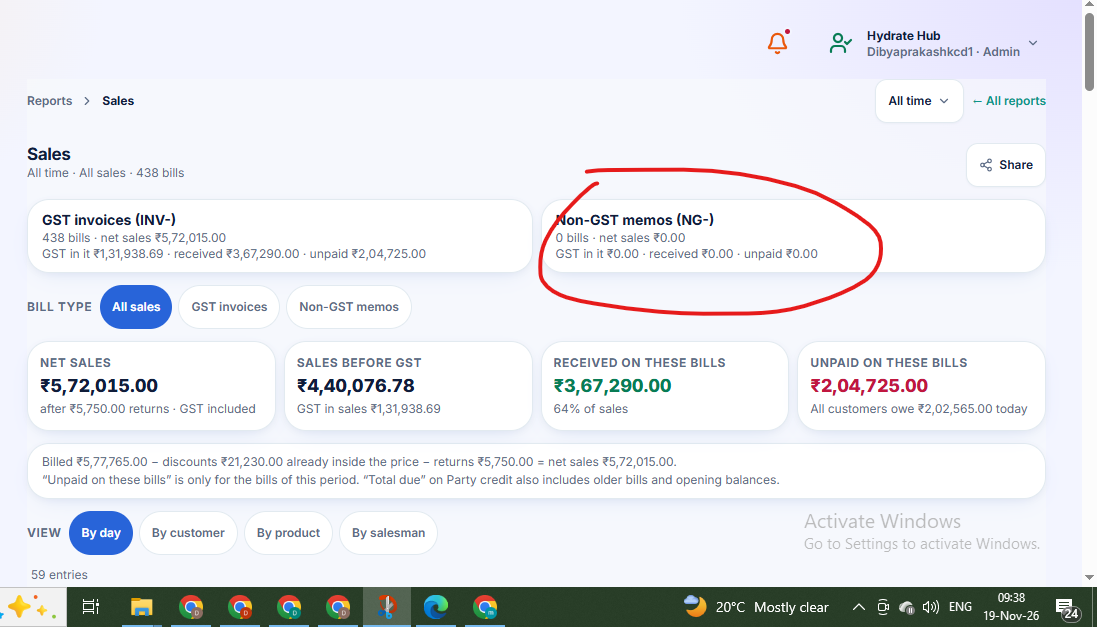 Hydrate Hub
Dibyaprakashkcd1 · Admin
Reports > Sales
All time
← All reports
Sales
All time · All sales · 438 bills
Share
GST invoices (INV-)
438 bills · net sales ₹5,72,015.00
GST in it ₹1,31,938.69 · received ₹3,67,290.00 · unpaid ₹2,04,725.00
Non-GST memos (NG-)
0 bills · net sales ₹0.00
GST in it ₹0.00 · received ₹0.00 · unpaid ₹0.00
BILL TYPE All sales GST invoices Non-GST memos
NET SALES
₹5,72,015.00
after ₹5,750.00 returns · GST included
SALES BEFORE GST
₹4,40,076.78
GST in sales ₹1,31,938.69
RECEIVED ON THESE BILLS
₹3,67,290.00
64% of sales
UNPAID ON THESE BILLS
₹2,04,725.00
All customers owe ₹2,02,565.00 today
Billed ₹5,77,765.00 − discounts ₹21,230.00 already inside the price − returns ₹5,750.00 = net sales ₹5,72,015.00.
“Unpaid on these bills” is only for the bills of this period. “Total due” on Party credit also includes older bills and opening balances.
VIEW By day By customer By product By salesman
Activate Windows
Go to Settings to activate Windows.
59 entries
20°C Mostly clear
ENG
09:38
19-Nov-26
24